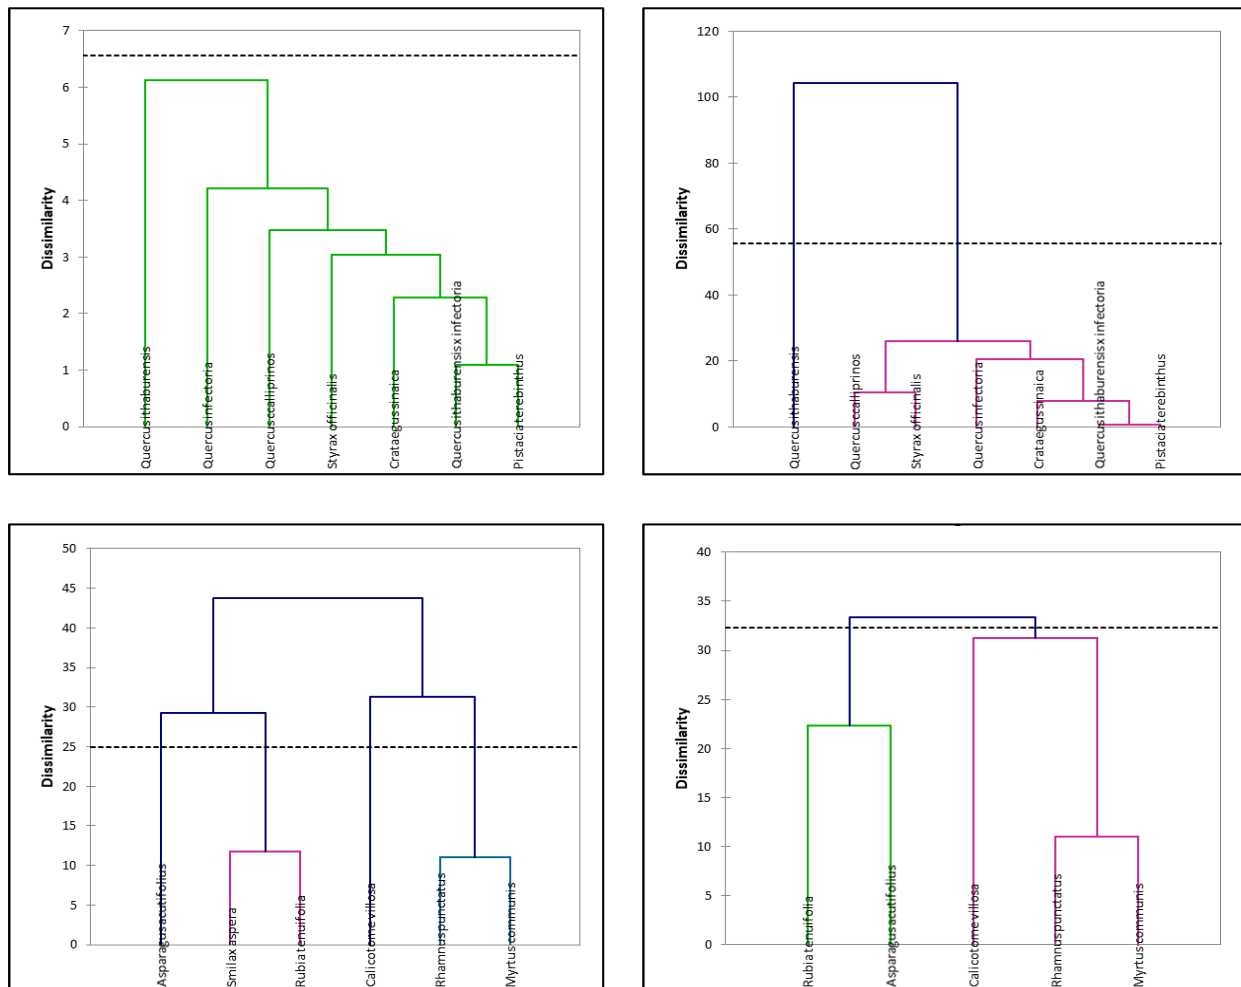 7
6
5
4
3
2
1
0
Dissimilarity
Quercus ithaburensis
Quercus infectoria
Quercus ccalliprinos
Styrax officinalis
Crataegus sinaica
Quercus ithaburensis x infectoria
Pistacia terebinthus
120
100
80
60
40
20
0
Dissimilarity
Quercus ithaburensis
Quercus ccalliprinos
Styrax officinalis
Quercus infectoria
Crataegus sinaica
Quercus ithaburensis x infectoria
Pistacia terebinthus
50
45
40
35
30
25
20
15
10
5
0
Dissimilarity
Asparagus acutifolius
Smilax aspera
Rubia tenuifolia
Calicotome villosa
Rhamnus punctatus
Myrtus communis
40
35
30
25
20
15
10
5
0
Dissimilarity
Rubia tenuifolia
Asparagus acutifolius
Calicotome villosa
Rhamnus punctatus
Myrtus communis